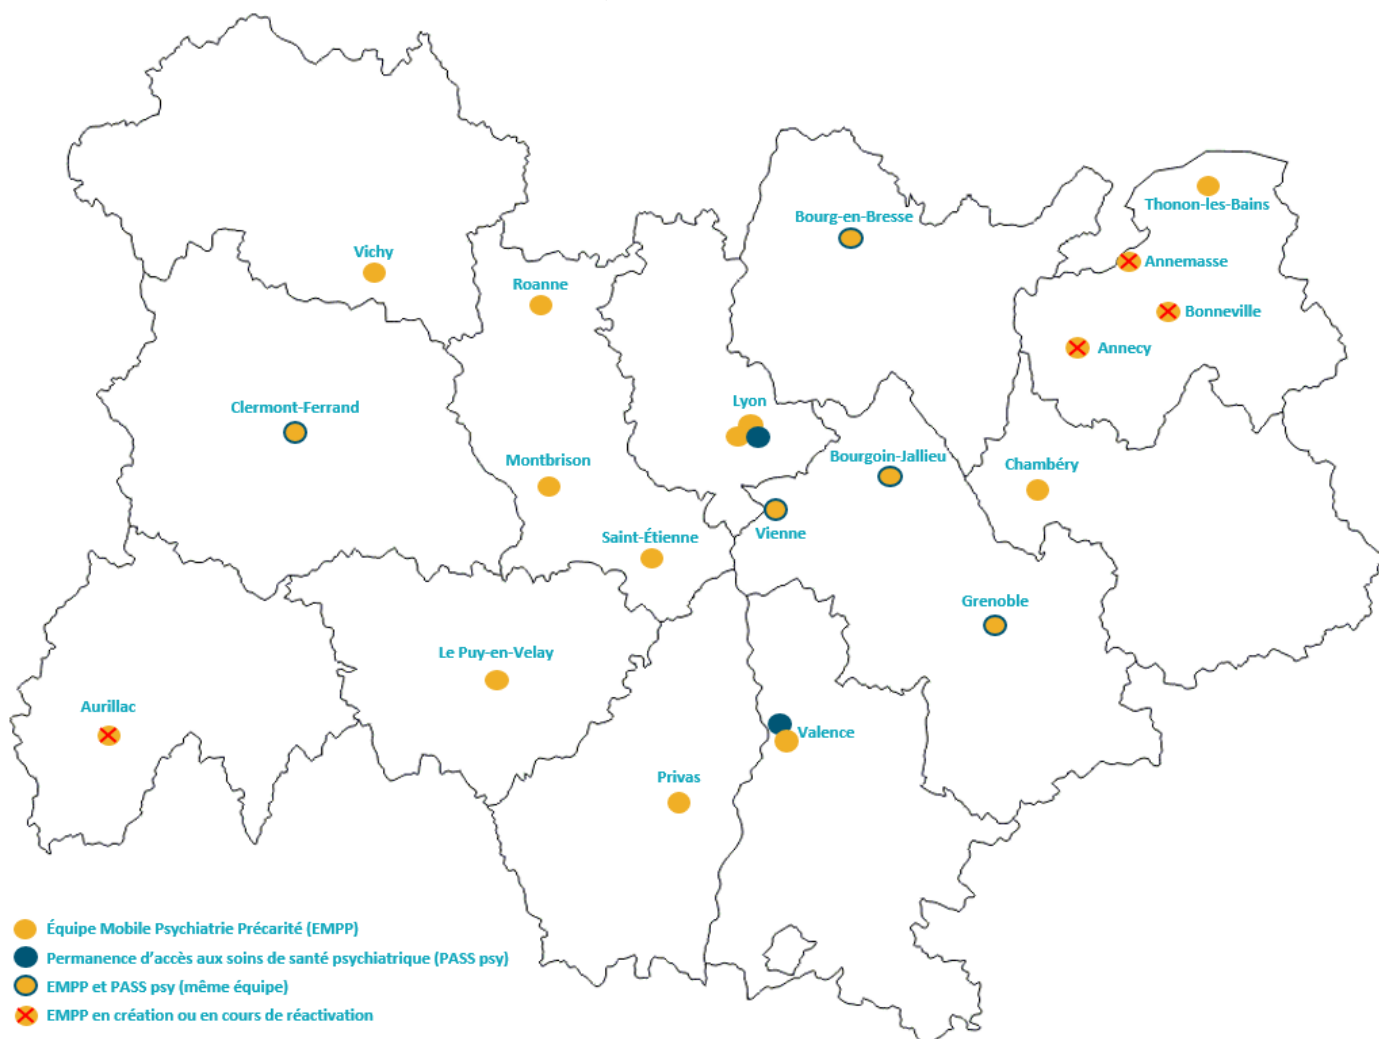 Thonon-les-Bains
Bourg-en-Bresse
Vichy
Annemasse
Roanne
Bonneville
Annecy
Lyon
Clermont-Ferrand
Bourgoin-Jallieu
Montbrison
Chambéry
Vienne
Saint-Étienne
Grenoble
Le Puy-en-Velay
Aurillac
Valence
Privas
Équipe Mobile Psychiatrie Précarité (EMPP)
Permanence d'accès aux soins de santé psychiatrique (PASS psy)
EMPP et PASS psy (même équipe)
EMPP en création ou en cours de réactivation